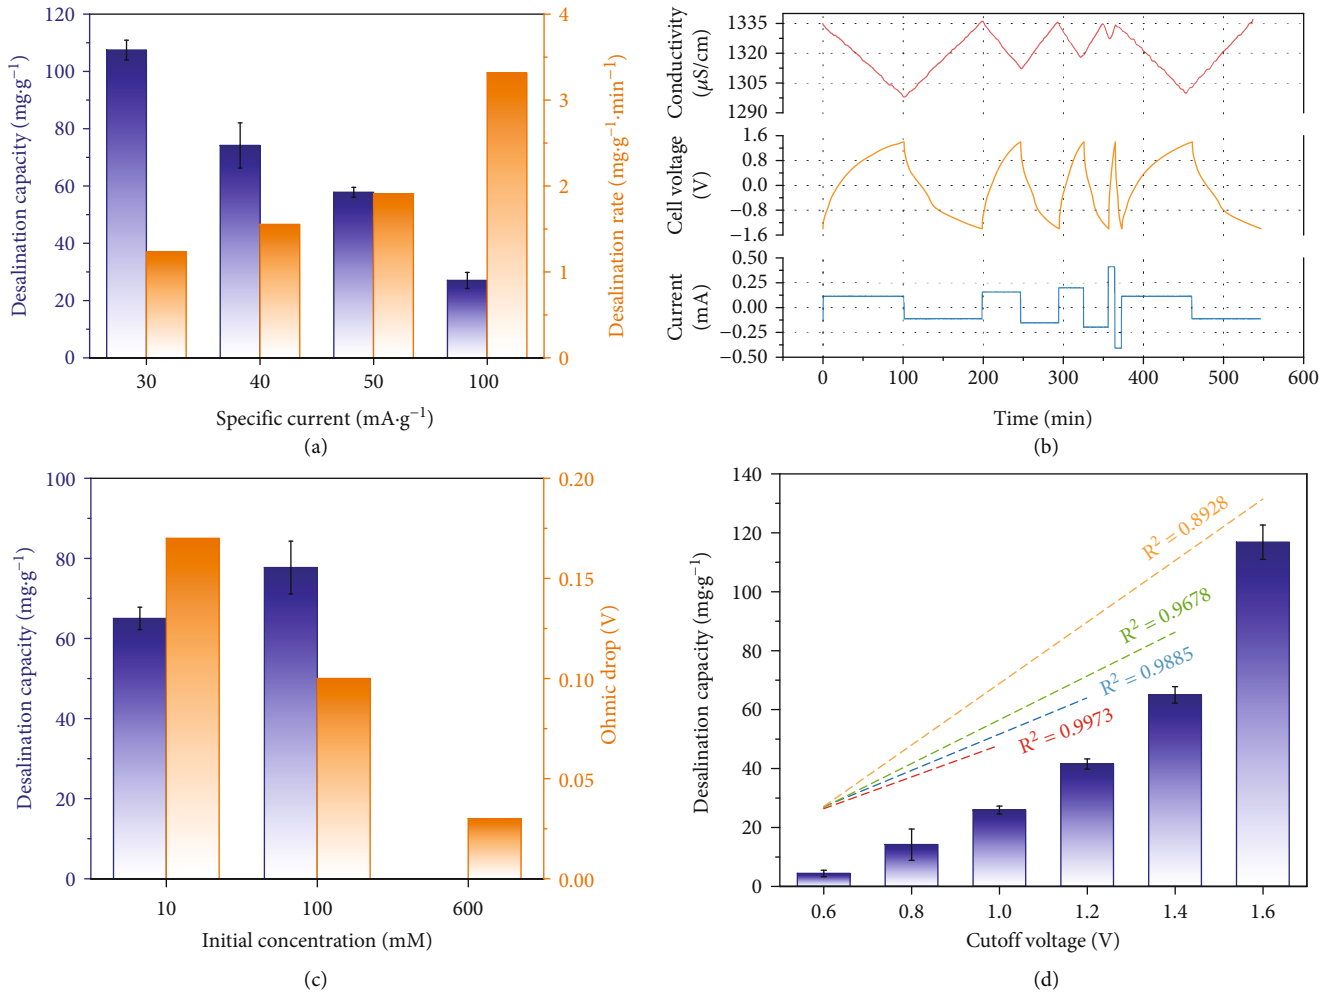 120
100
80
60
40
20
0
Desalination capacity (mg·g⁻¹)
4
3
2
1
0
Desalination rate (mg·g⁻¹·min⁻¹)
30 40 50 100
Specific current (mA·g⁻¹)
(a)
1335
1320
1305
1290
Conductivity
(μS/cm)
1.6
0.8
0.0
−0.8
−1.6
Cell voltage
(V)
0.50
0.25
0.00
−0.25
−0.50
Current
(mA)
0 100 200 300 400 500 600
Time (min)
(b)
100
80
60
40
20
0
Desalination capacity (mg·g⁻¹)
0.20
0.15
0.10
0.05
0.00
Ohmic drop (V)
10 100 600
Initial concentration (mM)
(c)
140
120
100
80
60
40
20
0
Desalination capacity (mg·g⁻¹)
R² = 0.8928
R² = 0.9678
R² = 0.9885
R² = 0.9973
0.6 0.8 1.0 1.2 1.4 1.6
Cutoff voltage (V)
(d)